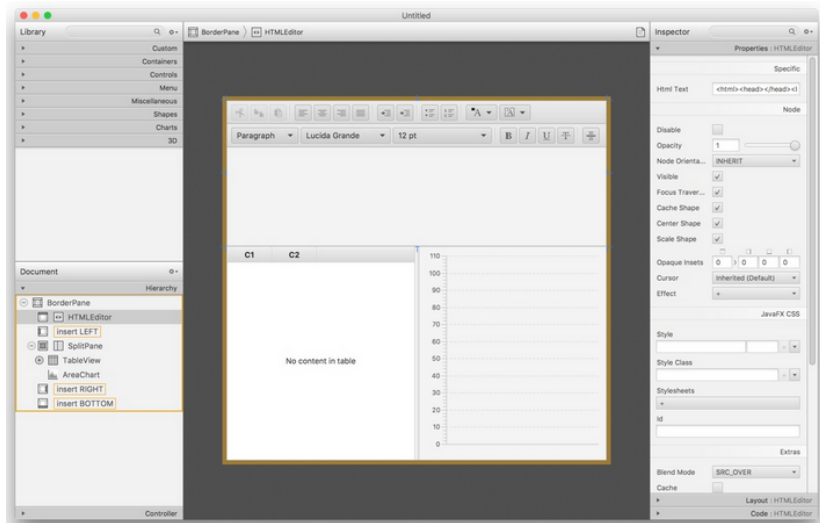 Untitled
Library
Custom
Containers
Controls
Menu
Miscellaneous
Shapes
Charts
3D
Document
Hierarchy
BorderPane
HTMLEditor
insert LEFT
SplitPane
TableView
AreaChart
insert RIGHT
insert BOTTOM
Controller
BorderPane HTMLEditor
Paragraph Lucida Grande 12 pt B I U T
C1 C2
No content in table
110
100
90
80
70
60
50
40
30
20
10
0
Inspector
Properties : HTMLEditor
Specific
Html Text <html><head></head><l
Node
Disable
Opacity 1
Node Orienta... INHERIT
Visible
Focus Traver...
Cache Shape
Center Shape
Scale Shape
Opaque Insets 0 0 0 0
Cursor Inherited (Default)
Effect +
JavaFX CSS
Style
Style Class
Stylesheets
+
Id
Extras
Blend Mode SRC_OVER
Cache
Layout : HTMLEditor
Code : HTMLEditor